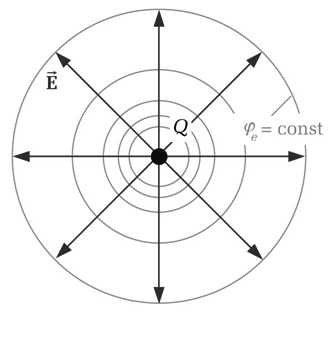 E⃗
Q
φₑ = const